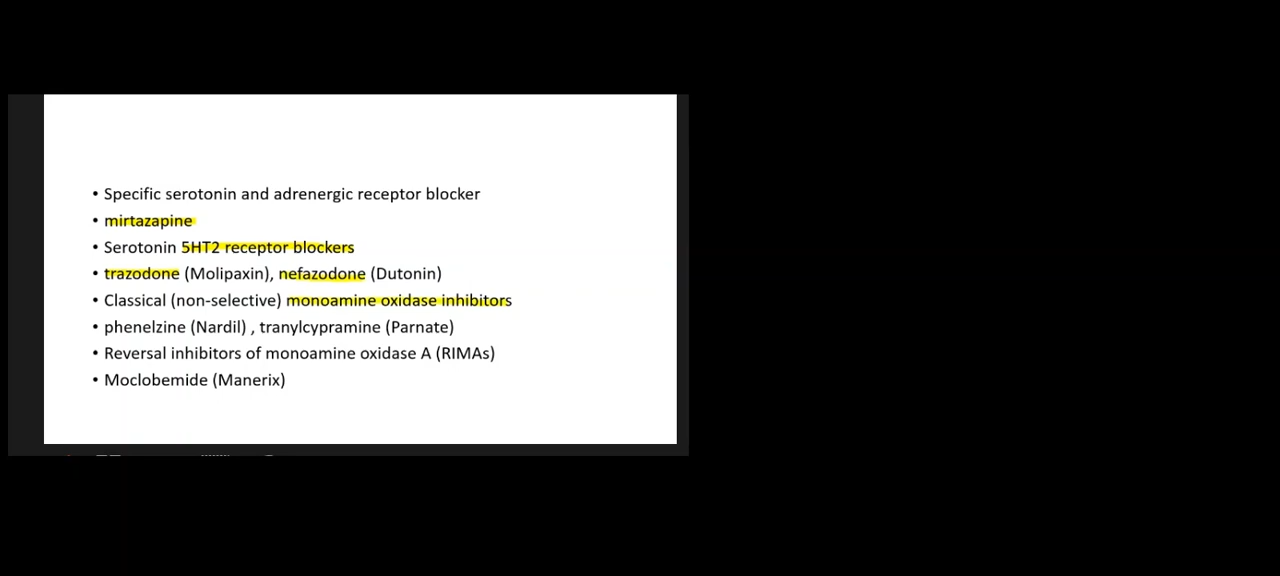 • Specific serotonin and adrenergic receptor blocker
• mirtazapine
• Serotonin 5HT2 receptor blockers
• trazodone (Molipaxin), nefazodone (Dutonin)
• Classical (non-selective) monoamine oxidase inhibitors
• phenelzine (Nardil) , tranylcypramine (Parnate)
• Reversal inhibitors of monoamine oxidase A (RIMAs)
• Moclobemide (Manerix)